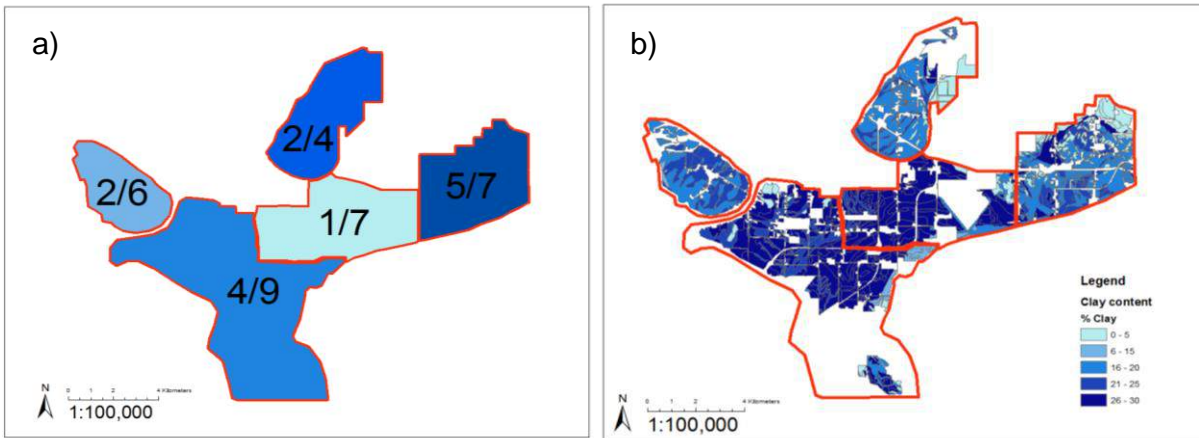 a)
2/4
2/6
5/7
1/7
4/9
N
0 1 2 4 Kilometers
1:100,000
b)
Legend
Clay content
% Clay
0 - 5
6 - 15
16 - 20
21 - 25
26 - 30
N
0 1 2 4 Kilometers
1:100,000